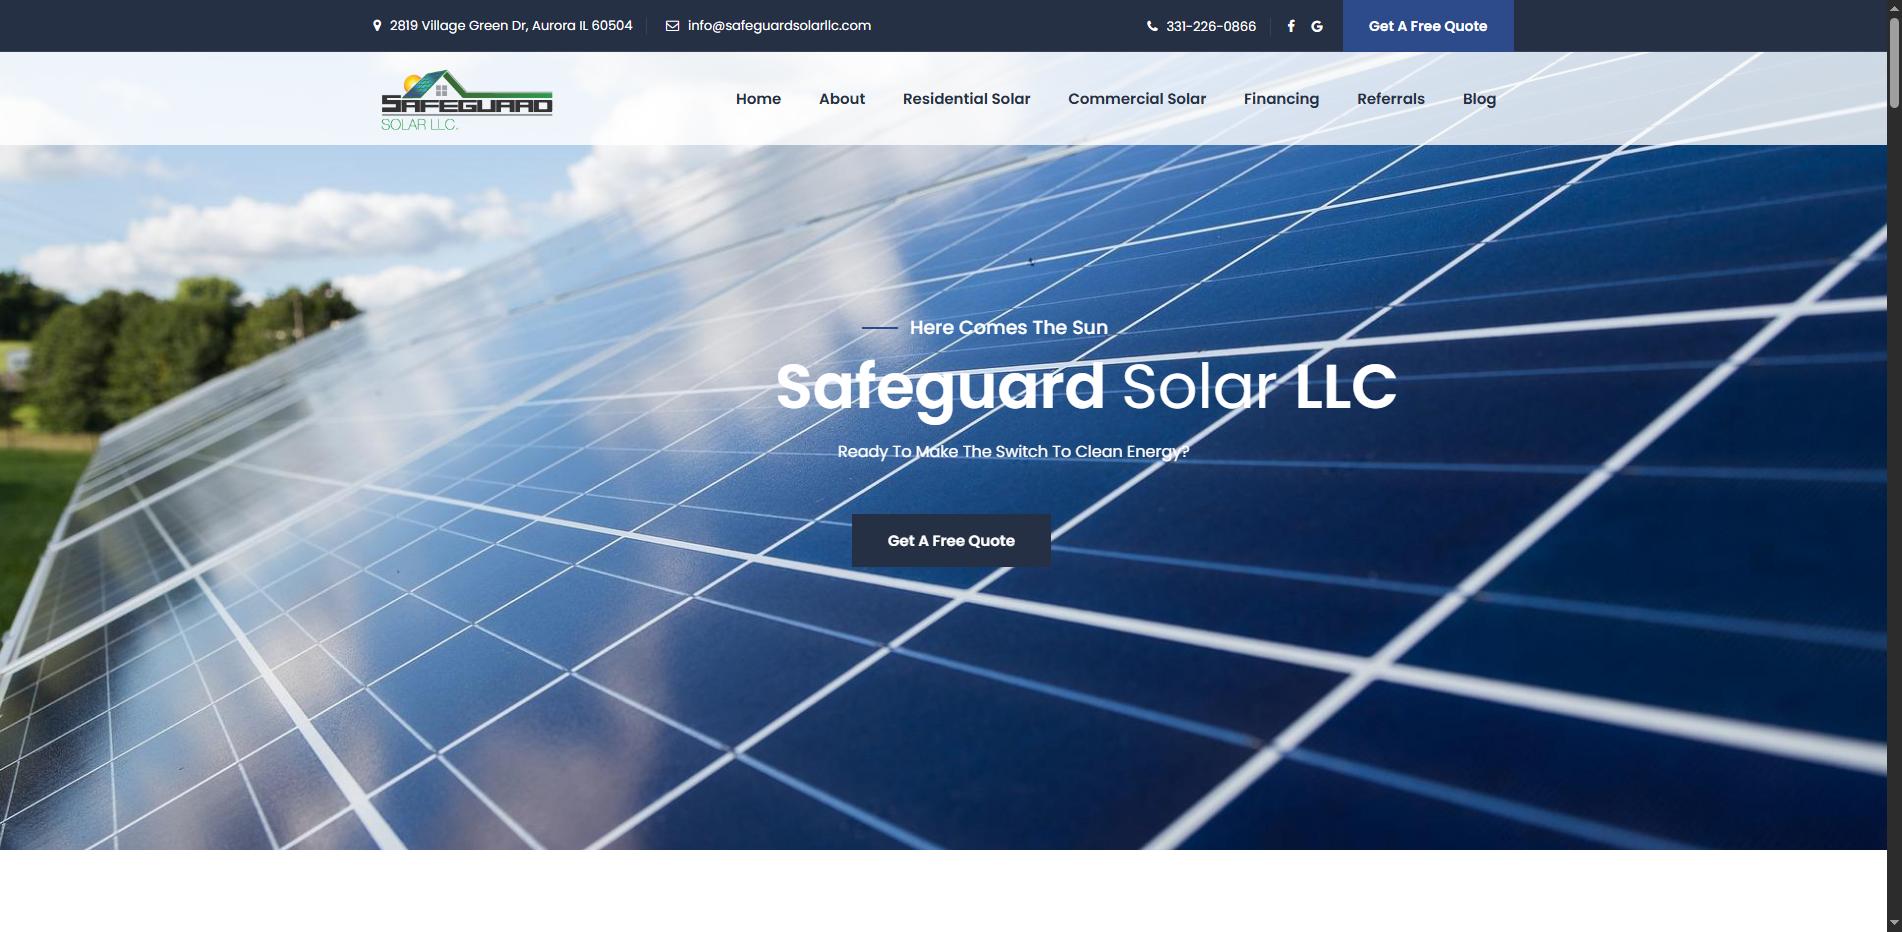 2819 Village Green Dr, Aurora IL 60504
info@safeguardsolarllc.com
331-226-0866
Get A Free Quote
SAFEGUARD
SOLAR LLC.
Home
About
Residential Solar
Commercial Solar
Financing
Referrals
Blog
Here Comes The Sun
Safeguard Solar LLC
Ready To Make The Switch To Clean Energy?
Get A Free Quote